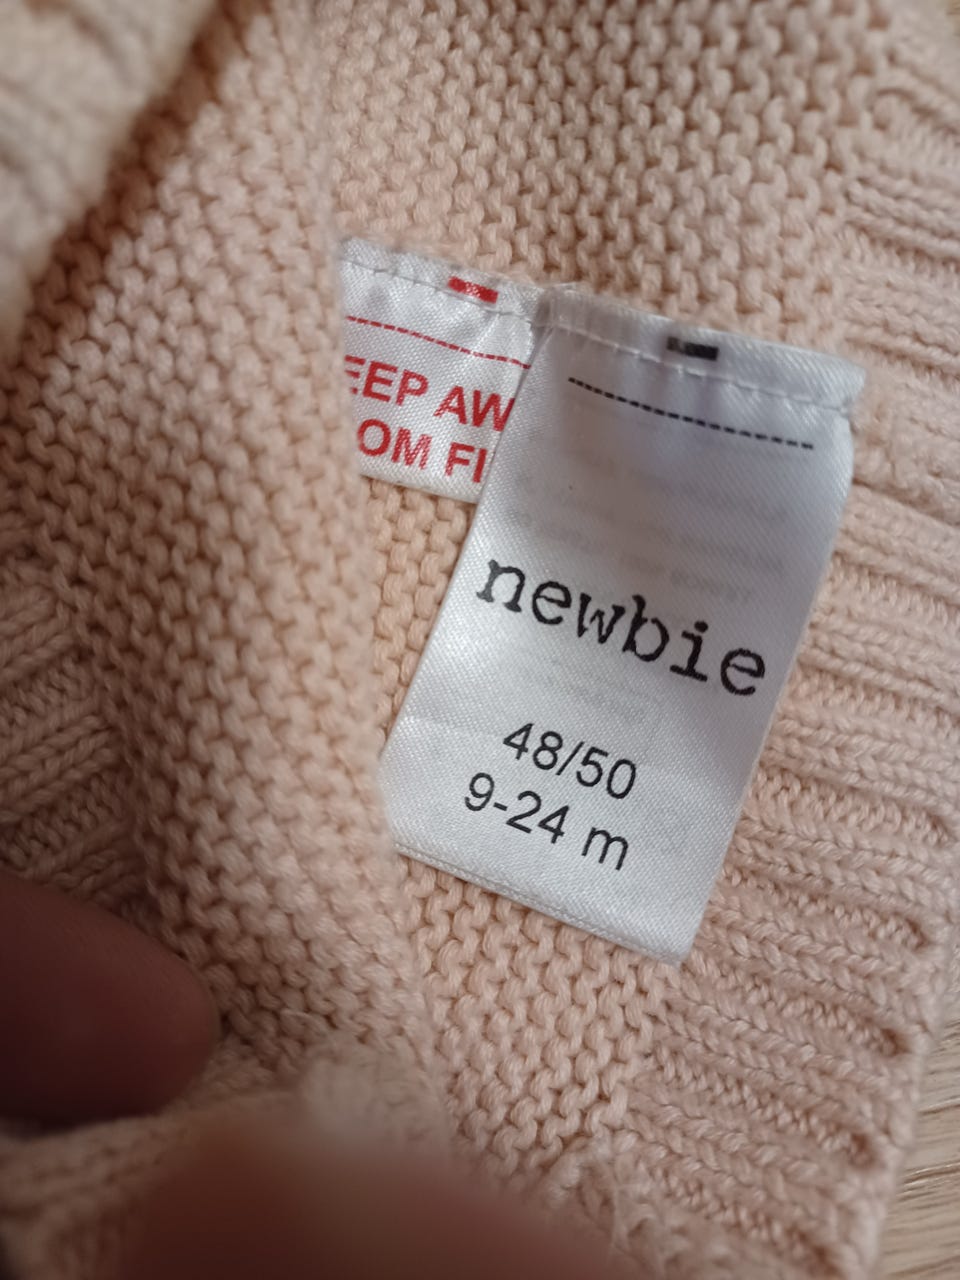 EEP AW
OM FI
newbie
48/50
9-24 m